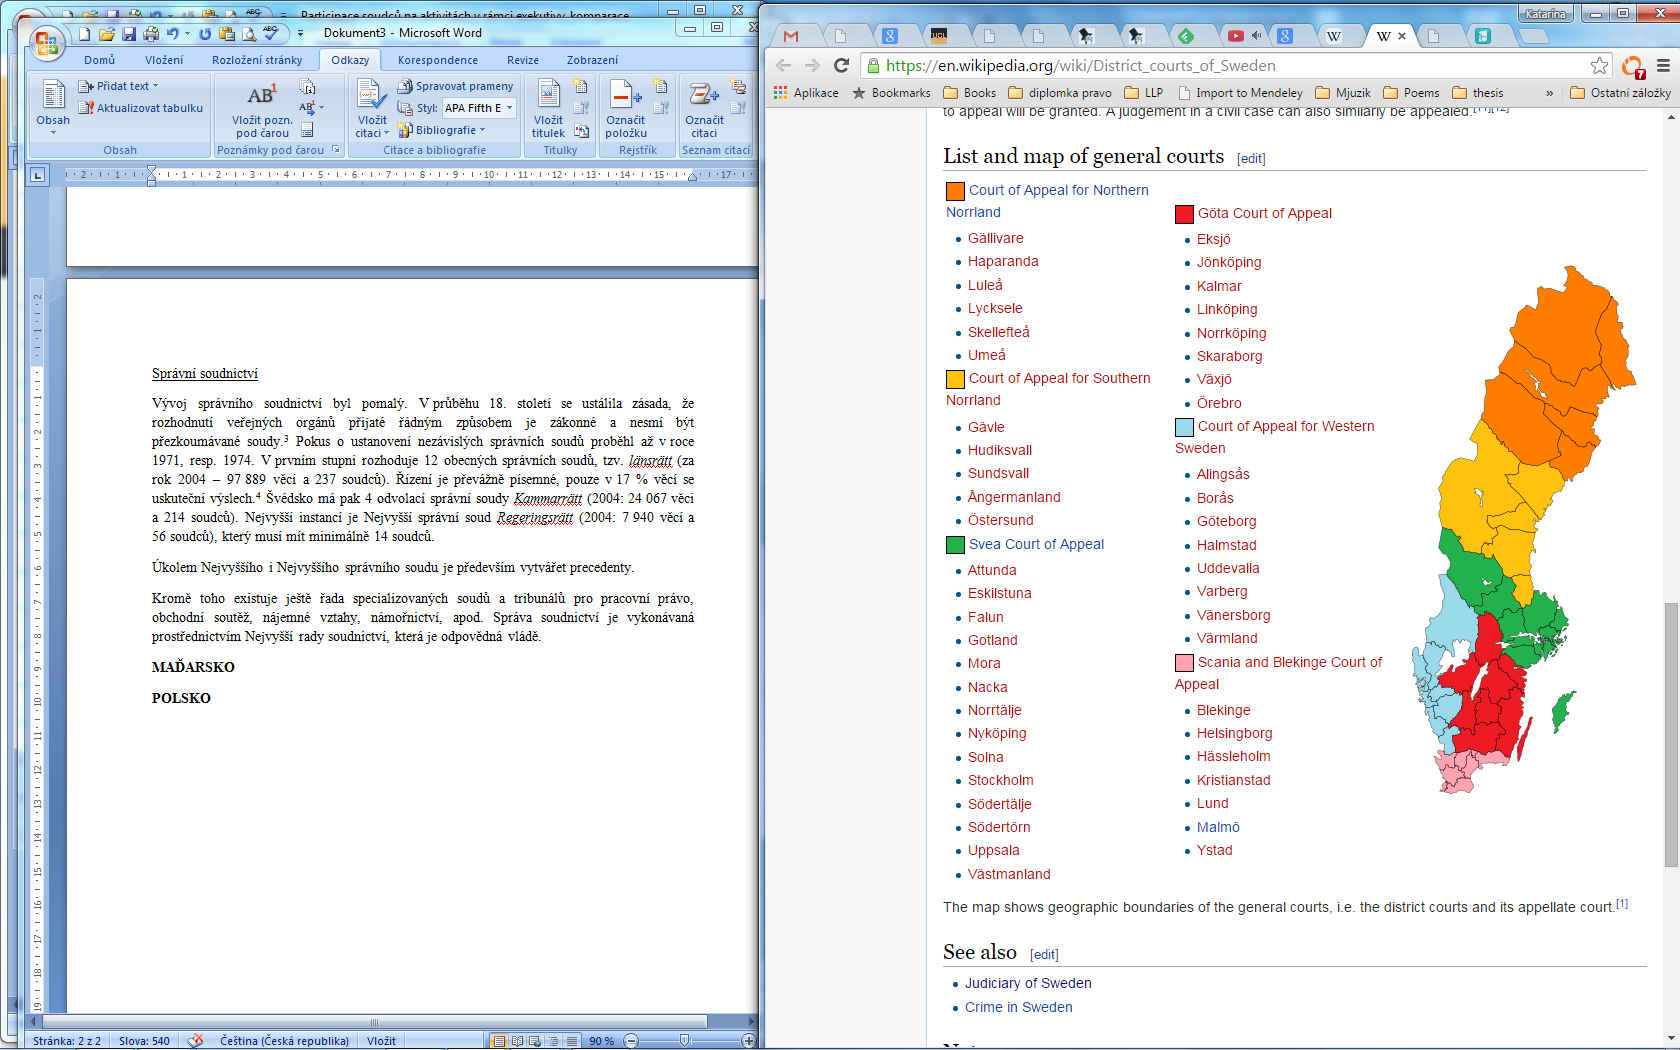 Participace soudců na aktivitách v rámci exekutivy, komparace
Dokument3 - Microsoft Word
Domů
Vložení
Rozložení stránky
Odkazy
Korespondence
Revize
Zobrazení
Obsah
Přidat text
Aktualizovat tabulku
Obsah
AB1
Vložit pozn. pod čarou
AB
Poznámky pod čarou
Vložit citaci
Spravovat prameny
Styl: APA Fifth E
Bibliografie
Citace a bibliografie
Vložit titulek
Titulky
Označit položku
Rejstřík
Označit citaci
Seznam citací
Správní soudnictví
Vývoj správního soudnictví byl pomalý. V průběhu 18. století se ustálila zásada, že
rozhodnutí veřejných orgánů přijaté řádným způsobem je zákonné a nesmí být
přezkoumávané soudy.3 Pokus o ustanovení nezávislých správních soudů proběhl až v roce
1971, resp. 1974. V prvním stupni rozhoduje 12 obecných správních soudů, tzv. länsrätt (za
rok 2004 – 97 889 věcí a 237 soudců). Řízení je převážně písemné, pouze v 17 % věcí se
uskuteční výslech.4 Švédsko má pak 4 odvolací správní soudy Kammarrätt (2004: 24 067 věcí
a 214 soudců). Nejvyšší instancí je Nejvyšší správní soud Regeringsrätt (2004: 7 940 věcí a
56 soudců), který musí mít minimálně 14 soudců.
Úkolem Nejvyššího i Nejvyššího správního soudu je především vytvářet precedenty.
Kromě toho existuje ještě řada specializovaných soudů a tribunálů pro pracovní právo,
obchodní soutěž, nájemné vztahy, námořnictví, apod. Správa soudnictví je vykonávaná
prostřednictvím Nejvyšší rady soudnictví, která je odpovědná vládě.
MAĎARSKO
POLSKO
Stránka: 2 z 2
Slova: 540
Čeština (Česká republika)
Vložit
90 %
Katarína
https://en.wikipedia.org/wiki/District_courts_of_Sweden
7
Aplikace
Bookmarks
Books
diplomka pravo
LLP
Import to Mendeley
Mjuzik
Poems
thesis
»
Ostatní záložky
to appeal will be granted. A judgement in a civil case can also similarly be appealed.[11][12]
List and map of general courts [edit]
Court of Appeal for Northern
Norrland
Gällivare
Haparanda
Luleå
Lycksele
Skellefteå
Umeå
Court of Appeal for Southern
Norrland
Gävle
Hudiksvall
Sundsvall
Ångermanland
Östersund
Svea Court of Appeal
Attunda
Eskilstuna
Falun
Gotland
Mora
Nacka
Norrtälje
Nyköping
Solna
Stockholm
Södertälje
Södertörn
Uppsala
Västmanland
Göta Court of Appeal
Eksjö
Jönköping
Kalmar
Linköping
Norrköping
Skaraborg
Växjö
Örebro
Court of Appeal for Western
Sweden
Alingsås
Borås
Göteborg
Halmstad
Uddevalla
Varberg
Vänersborg
Värmland
Scania and Blekinge Court of
Appeal
Blekinge
Helsingborg
Hässleholm
Kristianstad
Lund
Malmö
Ystad
The map shows geographic boundaries of the general courts, i.e. the district courts and its appellate court.[1]
See also [edit]
Judiciary of Sweden
Crime in Sweden